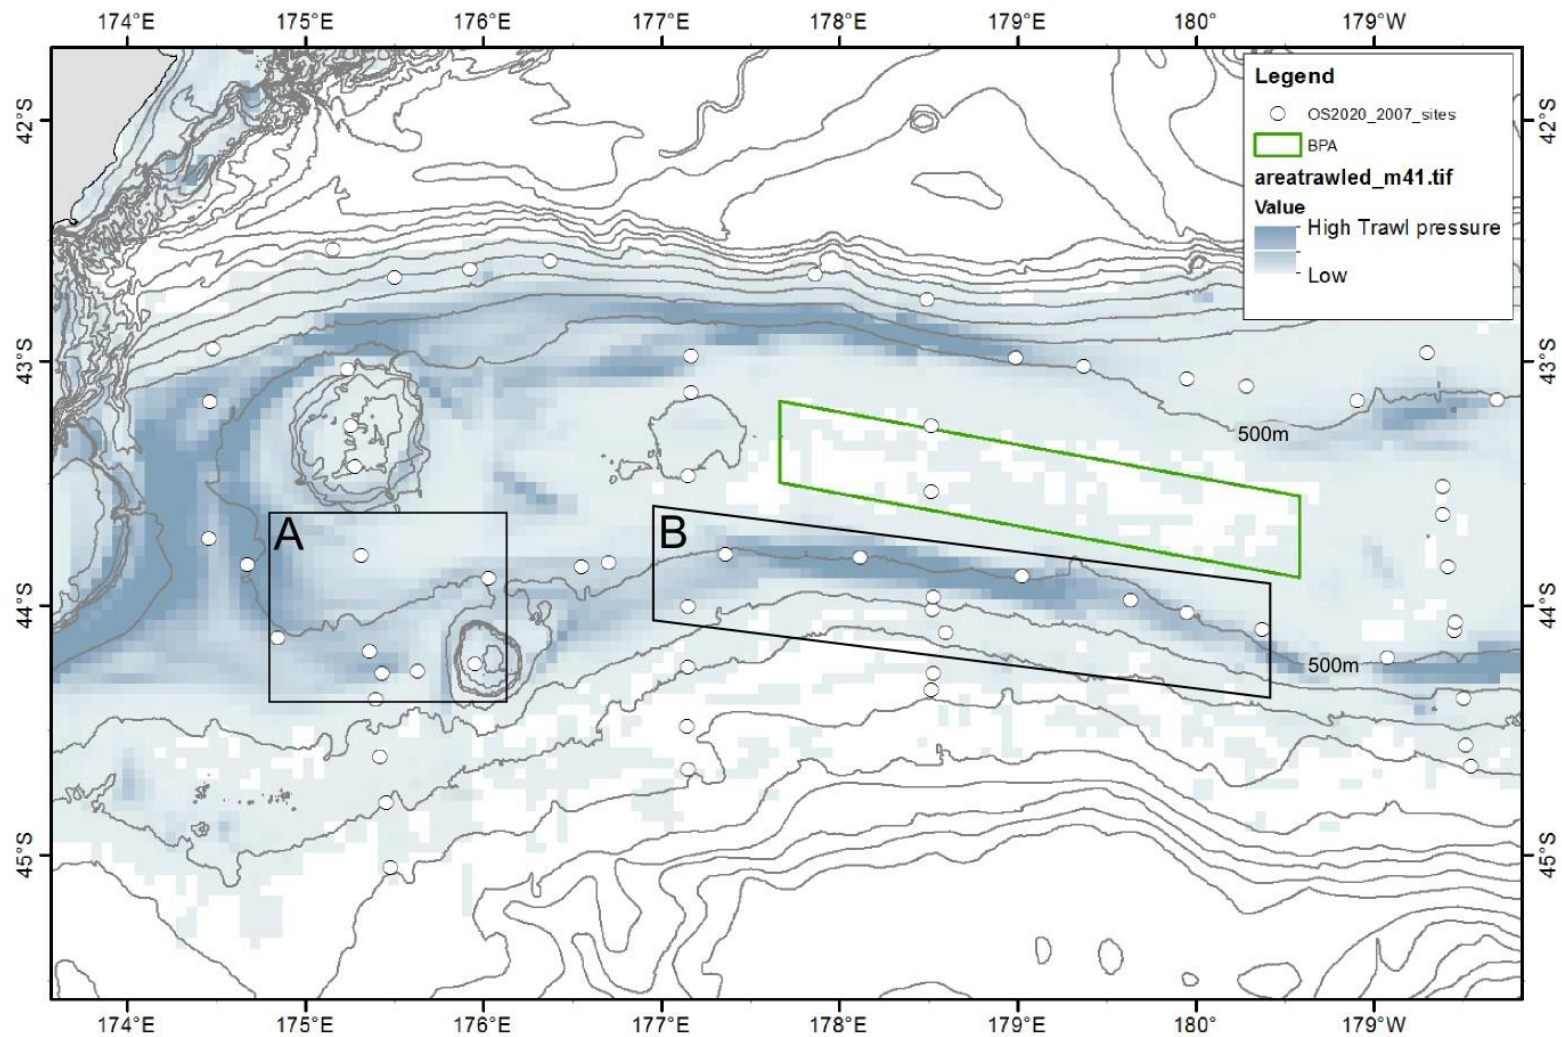 174°E 175°E 176°E 177°E 178°E 179°E 180° 179°W
42°S
43°S
44°S
45°S
Legend
OS2020_2007_sites
BPA
areatrawled_m41.tif
Value
High Trawl pressure
Low
42°S
43°S
44°S
45°S
500m
A
B
500m
174°E 175°E 176°E 177°E 178°E 179°E 180° 179°W